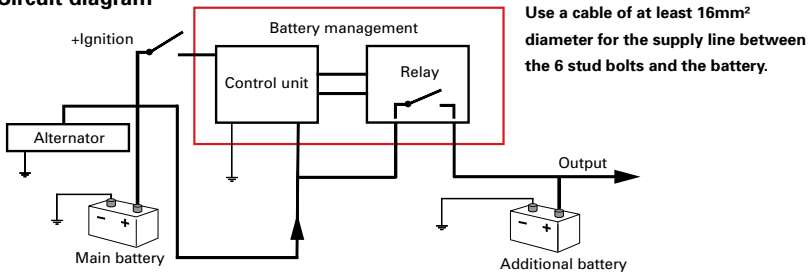 Circuit diagram
Use a cable of at least 16mm²
diameter for the supply line between
the 6 stud bolts and the battery.
Battery management
+Ignition
Control unit
Relay
Alternator
Output
– +
Main battery
– +
Additional battery